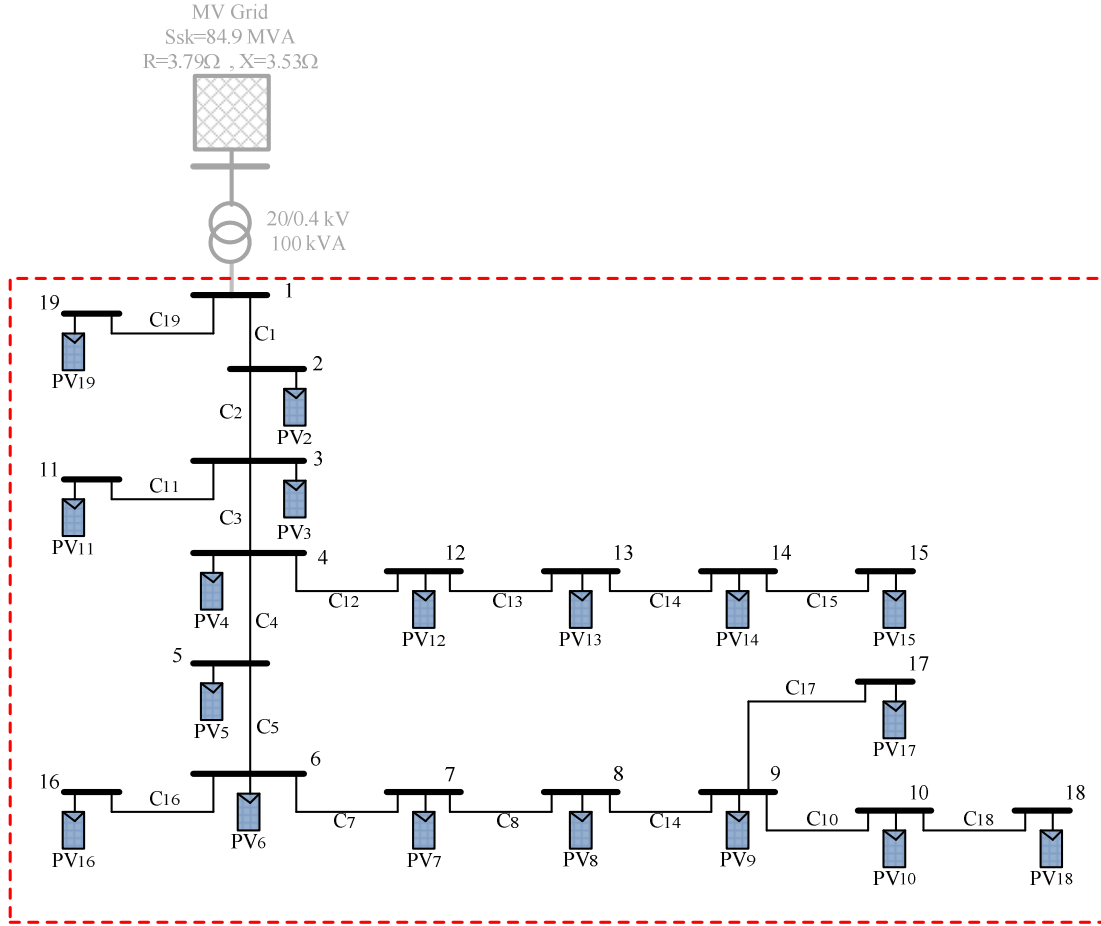 MV Grid
Ssk=84.9 MVA
R=3.79Ω , X=3.53Ω
20/0.4 kV
100 kVA
1
19
C19
C1
PV19
2
C2
PV2
3
11
C11
C3
PV3
PV11
4
12
13
14
15
C12
C13
C14
C15
PV4
PV12
PV13
PV14
PV15
C4
5
17
C17
C5
PV5
PV17
6
16
7
8
9
10
18
C16
C7
C8
C14
C10
C18
PV16
PV6
PV7
PV8
PV9
PV10
PV18